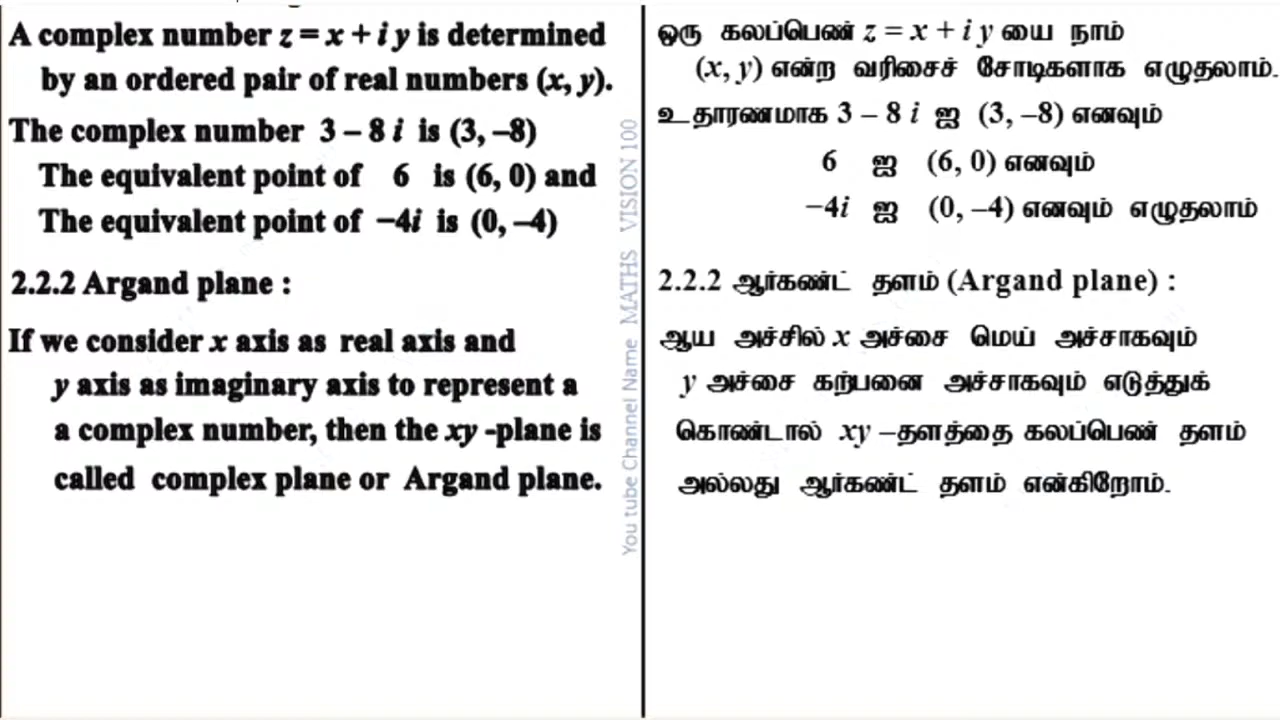 A complex number z = x + i y is determined
by an ordered pair of real numbers (x, y).
The complex number 3 – 8 i is (3, –8)
The equivalent point of 6 is (6, 0) and
The equivalent point of −4i is (0, –4)
2.2.2 Argand plane :
If we consider x axis as real axis and
y axis as imaginary axis to represent a
a complex number, then the xy -plane is
called complex plane or Argand plane.
You tube Channel Name MATHS VISION 100
ஒரு கலப்பெண் z = x + i y யை நாம்
(x, y) என்ற வரிசைச் சோடிகளாக எழுதலாம்.
உதாரணமாக 3 – 8 i ஐ (3, –8) எனவும்
6 ஐ (6, 0) எனவும்
−4i ஐ (0, –4) எனவும் எழுதலாம்
2.2.2 ஆர்கண்ட் தளம் (Argand plane) :
ஆய அச்சில் x அச்சை மெய் அச்சாகவும்
y அச்சை கற்பனை அச்சாகவும் எடுத்துக்
கொண்டால் xy –தளத்தை கலப்பெண் தளம்
அல்லது ஆர்கண்ட் தளம் என்கிறோம்.